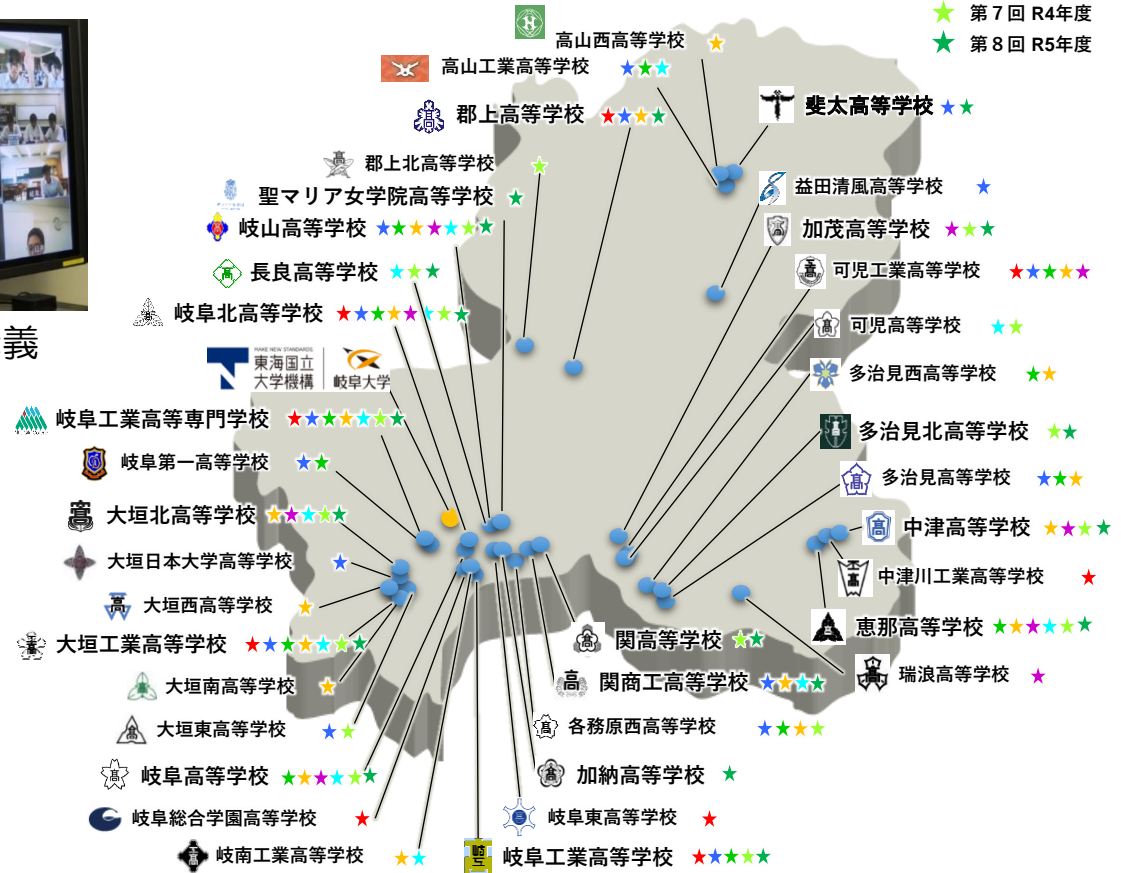 ★ 第7回 R4年度
★ 第8回 R5年度
義
高山西高等学校 ★
高山工業高等学校 ★★★
郡上高等学校 ★★★★
斐太高等学校 ★★
郡上北高等学校 ★
聖マリア女学院高等学校 ★
岐山高等学校 ★★★★★★★
長良高等学校 ★★★
岐阜北高等学校 ★★★★★★★★
益田清風高等学校 ★
加茂高等学校 ★★★
可児工業高等学校 ★★★★★
可児高等学校 ★★
多治見西高等学校 ★★
多治見北高等学校 ★★
多治見高等学校 ★★★
中津高等学校 ★★★★
中津川工業高等学校 ★
恵那高等学校 ★★★★★★
瑞浪高等学校 ★
MAKE NEW STANDARDS
東海国立
大学機構
岐阜大学
岐阜工業高等専門学校 ★★★★★★★
岐阜第一高等学校 ★★
大垣北高等学校 ★★★★★
大垣日本大学高等学校 ★
大垣西高等学校 ★
大垣工業高等学校 ★★★★★★★
大垣南高等学校 ★
大垣東高等学校 ★★
岐阜高等学校 ★★★★★★
岐阜総合学園高等学校 ★
岐南工業高等学校 ★★
関高等学校 ★★
関商工高等学校 ★★★★
各務原西高等学校 ★★★★
加納高等学校 ★
岐阜東高等学校 ★
岐阜工業高等学校 ★★★★★